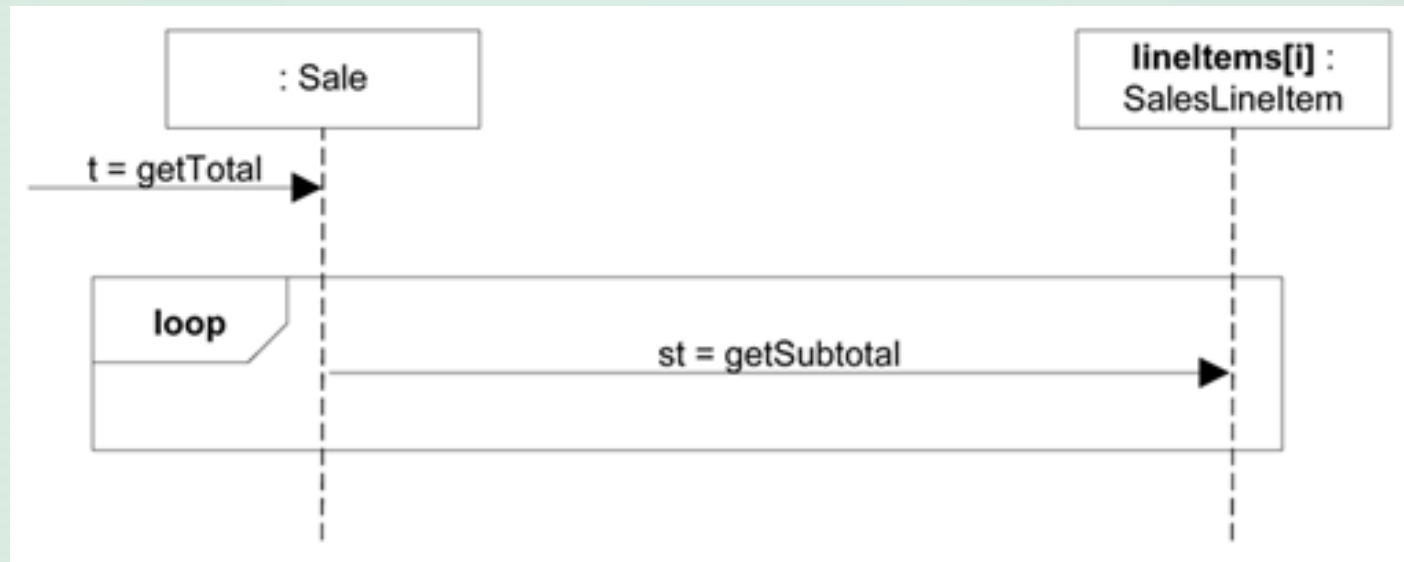 : Sale
lineItems[i] :
SalesLineItem
t = getTotal
loop
st = getSubtotal